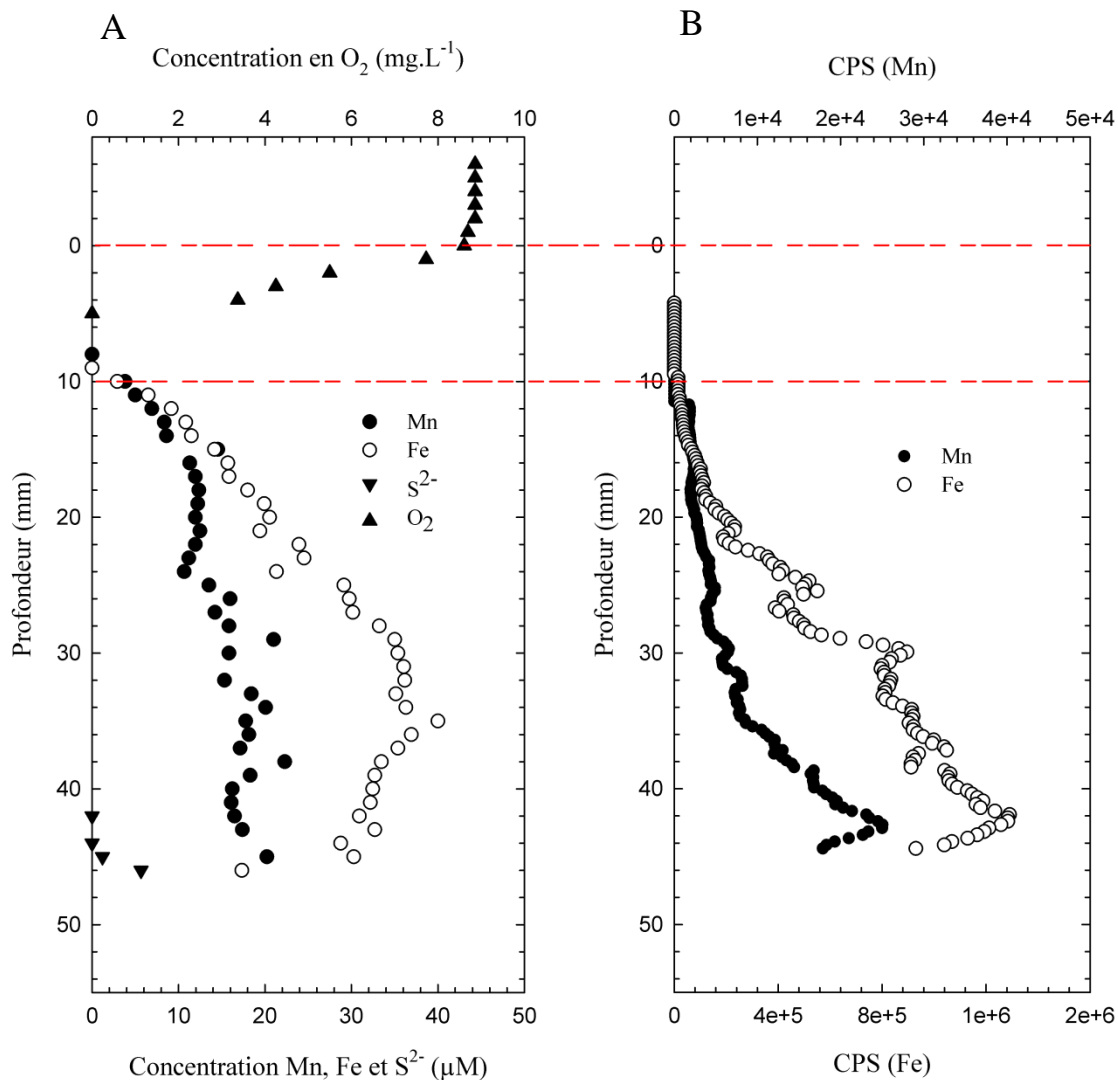 A
Concentration en O2 (mg.L-1)
0 2 4 6 8 10
Profondeur (mm)
0
10
20
30
40
50
Mn
Fe
S2-
O2
0 10 20 30 40 50
Concentration Mn, Fe et S2- (µM)
B
CPS (Mn)
0 1e+4 2e+4 3e+4 4e+4 5e+4
Profondeur (mm)
0
10
20
30
40
50
Mn
Fe
0 4e+5 8e+5 1e+6 2e+6
CPS (Fe)